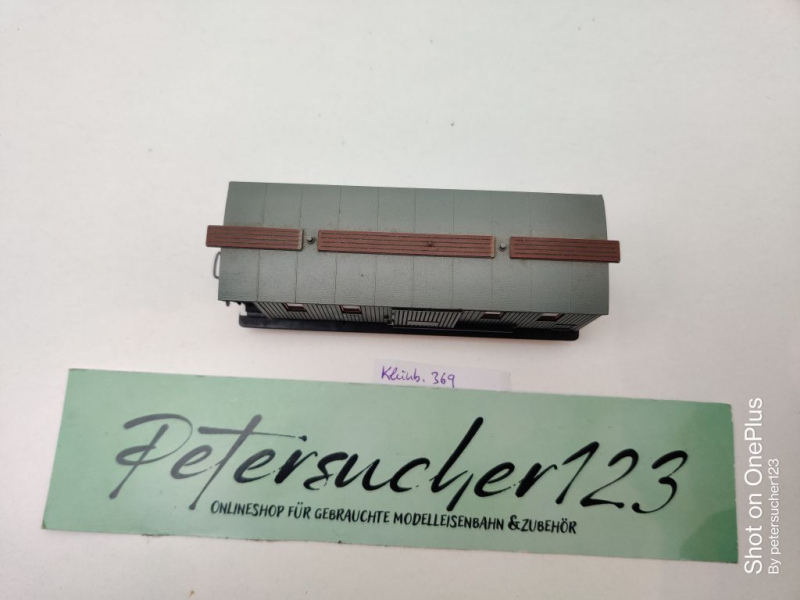 Kleinb. 369
Petersucher123
ONLINESHOP FÜR GEBRAUCHTE MODELLEISENBAHN & ZUBEHÖR
Shot on OnePlus
By petersucher123